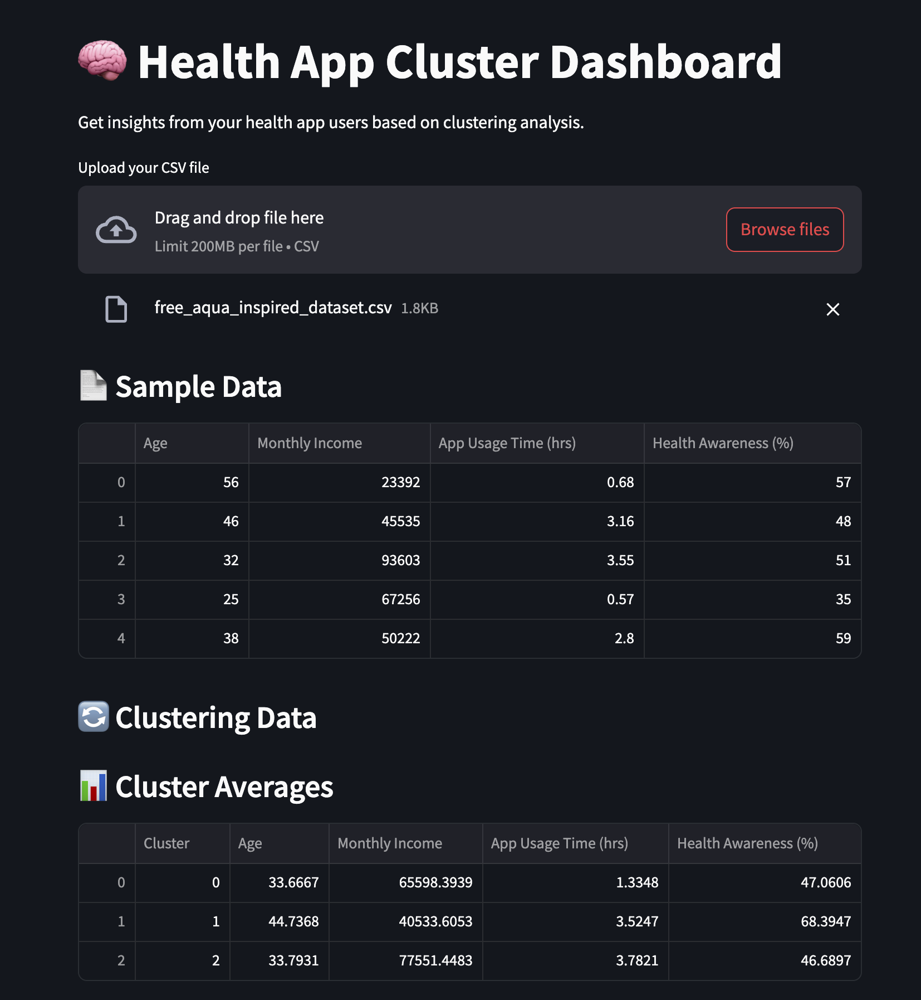 Health App Cluster Dashboard
Get insights from your health app users based on clustering analysis.
Upload your CSV file
Drag and drop file here
Limit 200MB per file • CSV
Browse files
free_aqua_inspired_dataset.csv 1.8KB
Sample Data
Age Monthly Income App Usage Time (hrs) Health Awareness (%)
0 56 23392 0.68 57
1 46 45535 3.16 48
2 32 93603 3.55 51
3 25 67256 0.57 35
4 38 50222 2.8 59
Clustering Data
Cluster Averages
Cluster Age Monthly Income App Usage Time (hrs) Health Awareness (%)
0 0 33.6667 65598.3939 1.3348 47.0606
1 1 44.7368 40533.6053 3.5247 68.3947
2 2 33.7931 77551.4483 3.7821 46.6897